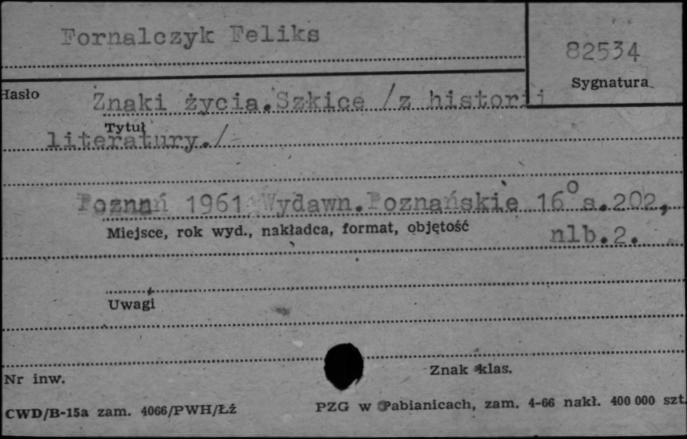 Fornalczyk Feliks
82534
Sygnatura
Hasło
Znaki życia.Szkice /z historii
Tytuł
literatury./
Poznań 1961 Wydawn.Poznańskie 16° s.202,
Miejsce, rok wyd., nakładca, format, objętość
nlb.2.
Uwagi
Nr inw.
Znak klas.
CWD/B-15a zam. 4066/PWH/Łź
PZG w Pabianicach, zam. 4-66 nakł. 400 000 szt.